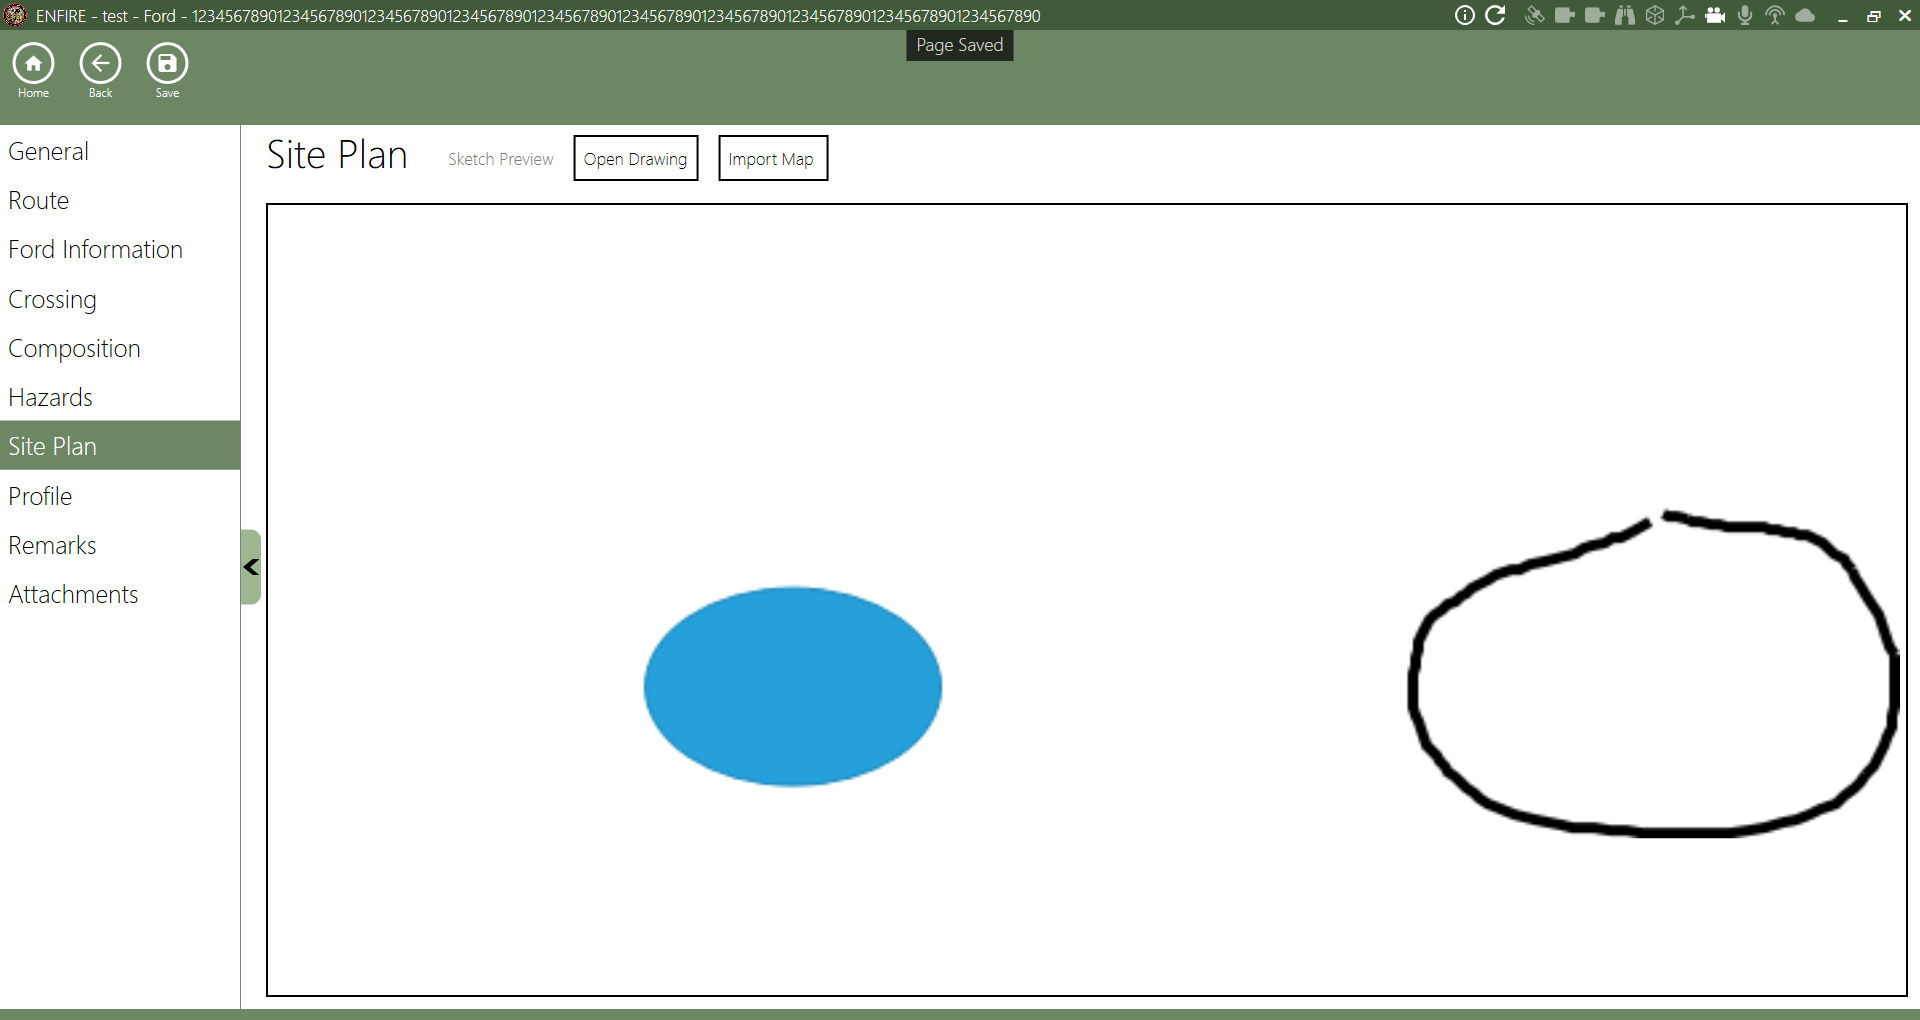 ENFIRE - test - Ford - 1234567890123456789012345678901234567890123456789012345678901234567890123456789012345678901234567890
Page Saved
Home
Back
Save
General
Route
Ford Information
Crossing
Composition
Hazards
Site Plan
Profile
Remarks
Attachments
Site Plan
Sketch Preview
Open Drawing
Import Map